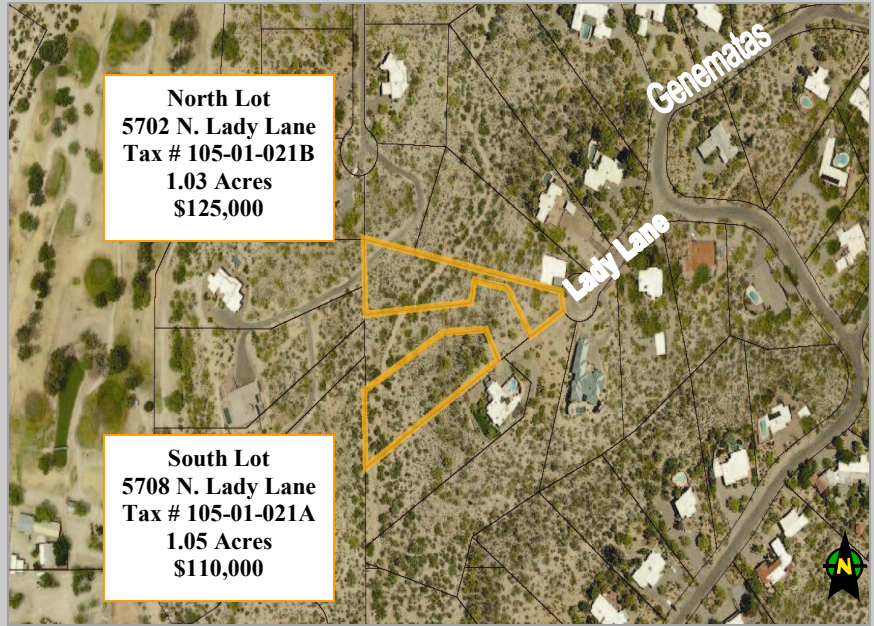 North Lot
5702 N. Lady Lane
Tax # 105-01-021B
1.03 Acres
$125,000
Genematas
Lady Lane
South Lot
5708 N. Lady Lane
Tax # 105-01-021A
1.05 Acres
$110,000
N